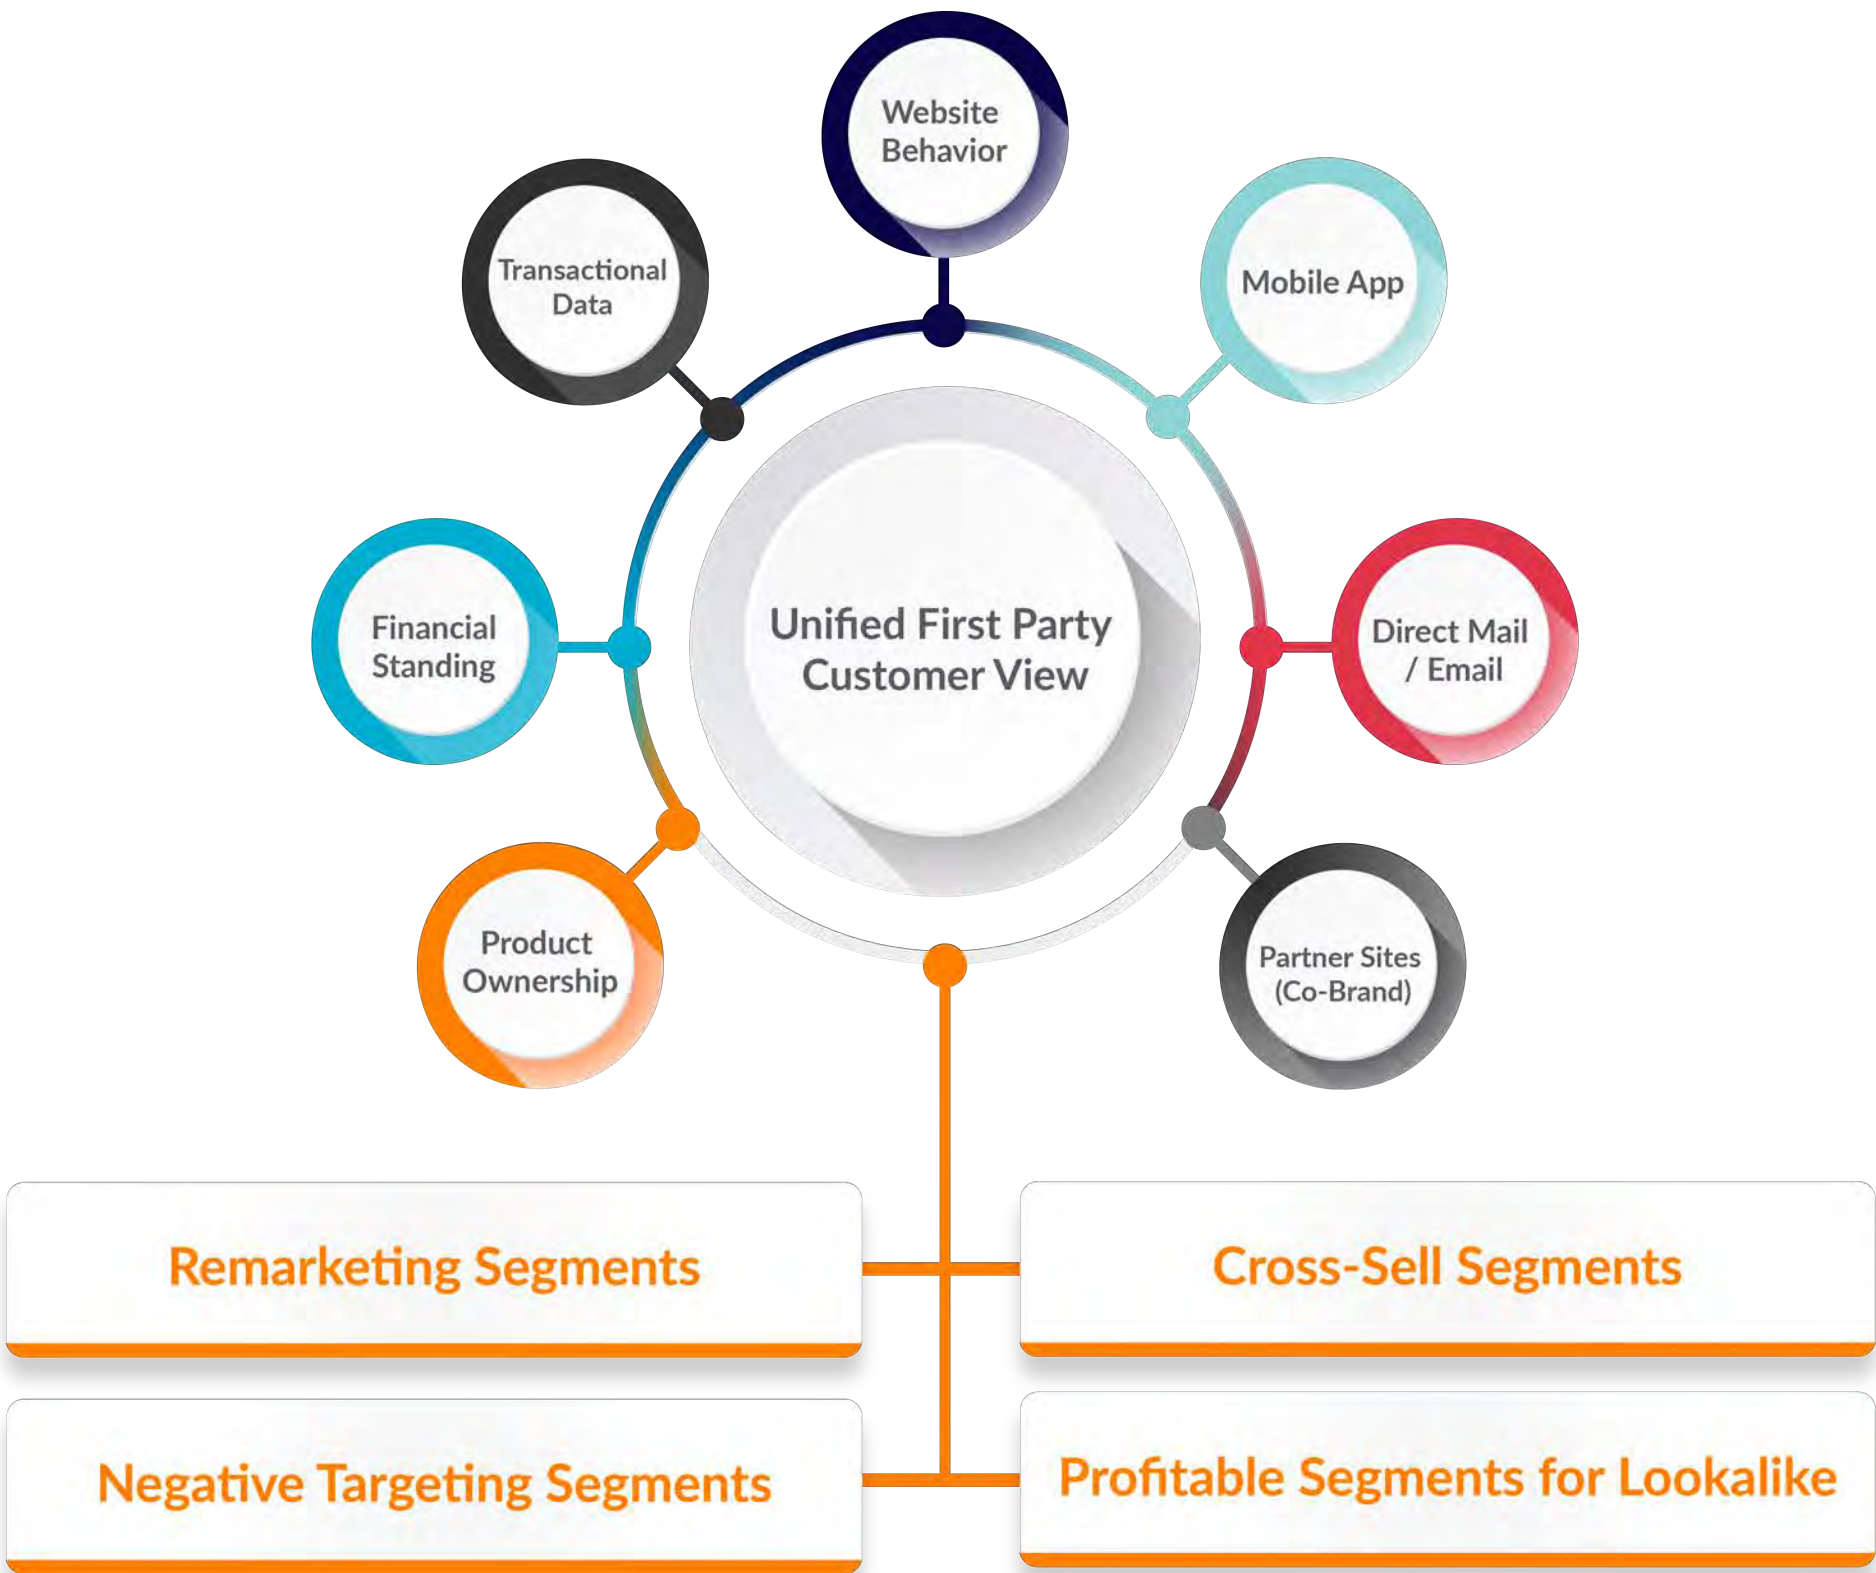 Website
Behavior
Transactional
Data
Mobile App
Unified First Party
Customer View
Financial
Standing
Direct Mail
/ Email
Product
Ownership
Partner Sites
(Co-Brand)
Remarketing Segments
Cross-Sell Segments
Negative Targeting Segments
Profitable Segments for Lookalike